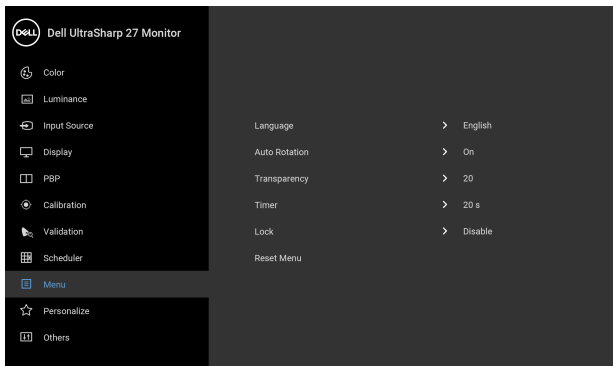 DELL Dell UltraSharp 27 Monitor
Color
Luminance
Input Source Language > English
Display Auto Rotation > On
PBP Transparency > 20
Calibration Timer > 20 s
Validation Lock > Disable
Scheduler Reset Menu
Menu
Personalize
Others